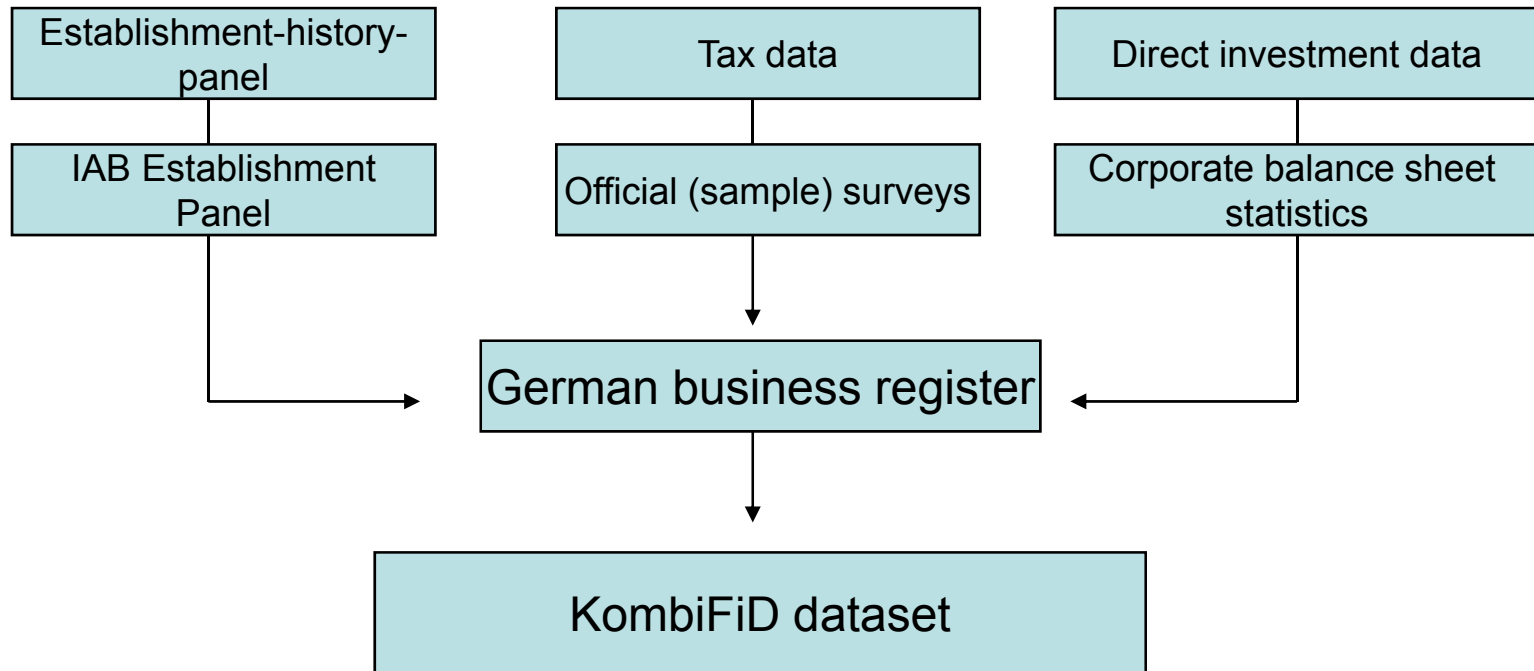 Establishment-history-
panel
Tax data
Direct investment data
IAB Establishment
Panel
Official (sample) surveys
Corporate balance sheet
statistics
German business register
KombiFiD dataset